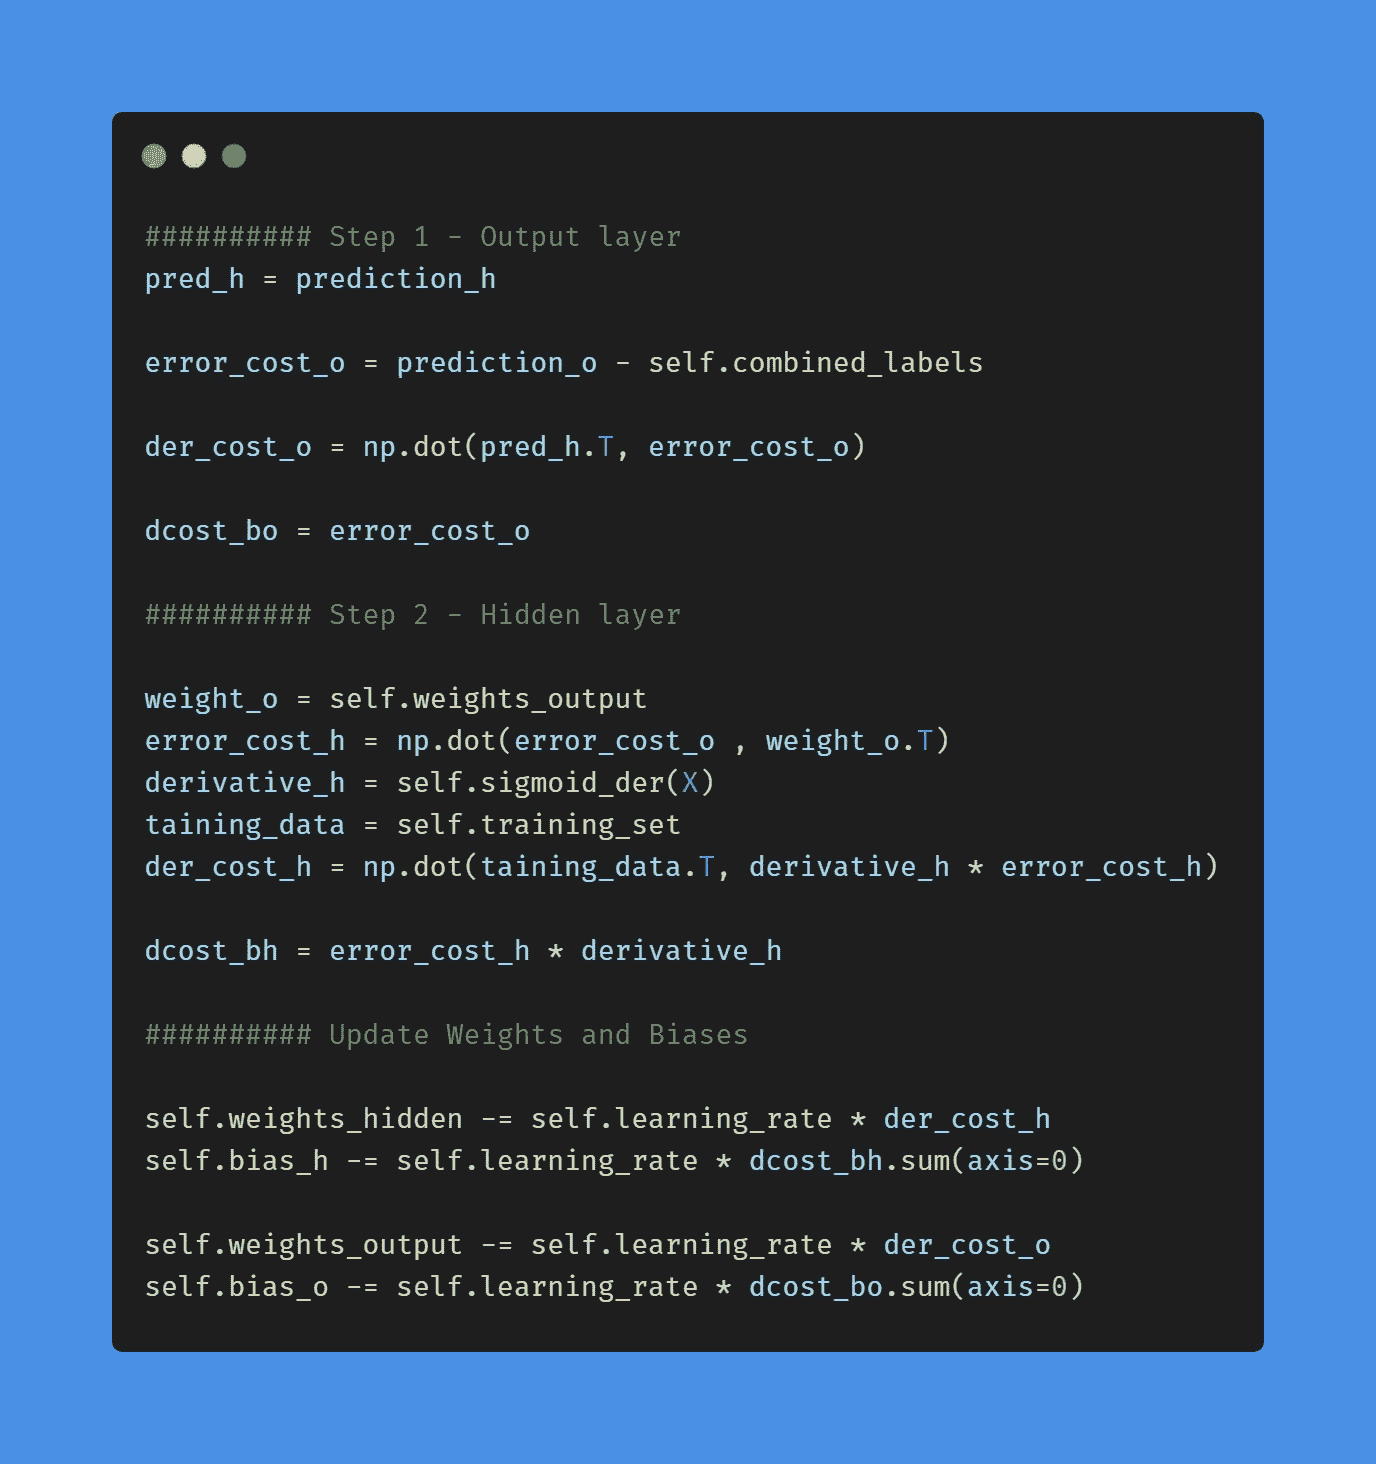 ########## Step 1 - Output layer
pred_h = prediction_h
error_cost_o = prediction_o - self.combined_labels
der_cost_o = np.dot(pred_h.T, error_cost_o)
dcost_bo = error_cost_o
########## Step 2 - Hidden layer
weight_o = self.weights_output
error_cost_h = np.dot(error_cost_o , weight_o.T)
derivative_h = self.sigmoid_der(X)
taining_data = self.training_set
der_cost_h = np.dot(taining_data.T, derivative_h * error_cost_h)
dcost_bh = error_cost_h * derivative_h
########## Update Weights and Biases
self.weights_hidden -= self.learning_rate * der_cost_h
self.bias_h -= self.learning_rate * dcost_bh.sum(axis=0)
self.weights_output -= self.learning_rate * der_cost_o
self.bias_o -= self.learning_rate * dcost_bo.sum(axis=0)